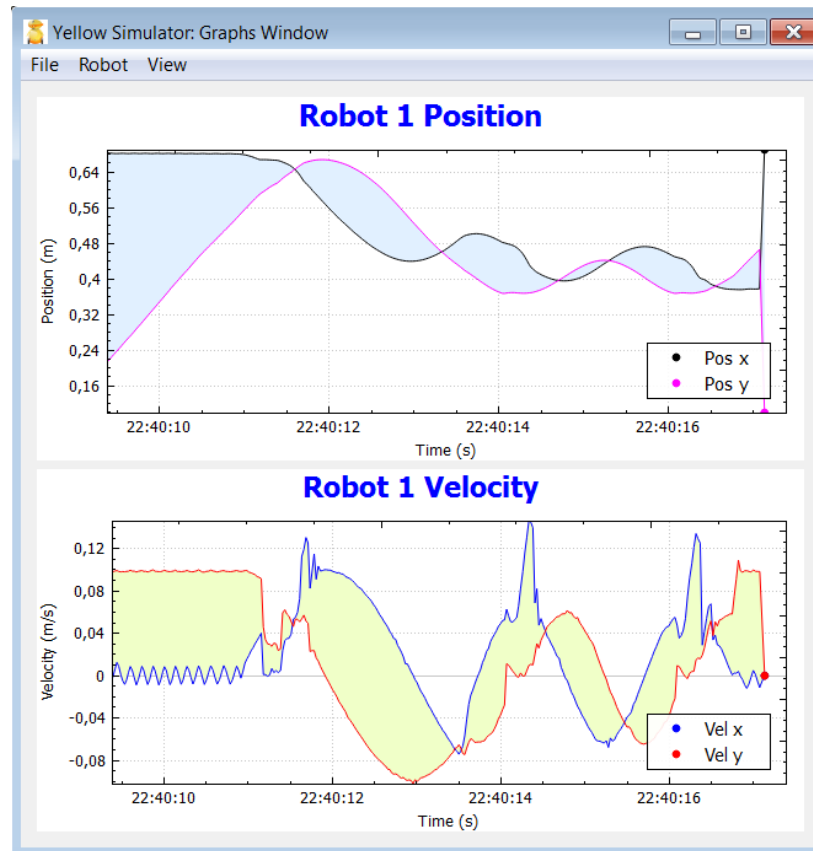 Yellow Simulator: Graphs Window
File Robot View
Robot 1 Position
Position (m)
0,64
0,56
0,48
0,4
0,32
0,24
0,16
Pos x
Pos y
22:40:10 22:40:12 22:40:14 22:40:16
Time (s)
Robot 1 Velocity
Velocity (m/s)
0,12
0,08
0,04
0
-0,04
-0,08
Vel x
Vel y
22:40:10 22:40:12 22:40:14 22:40:16
Time (s)